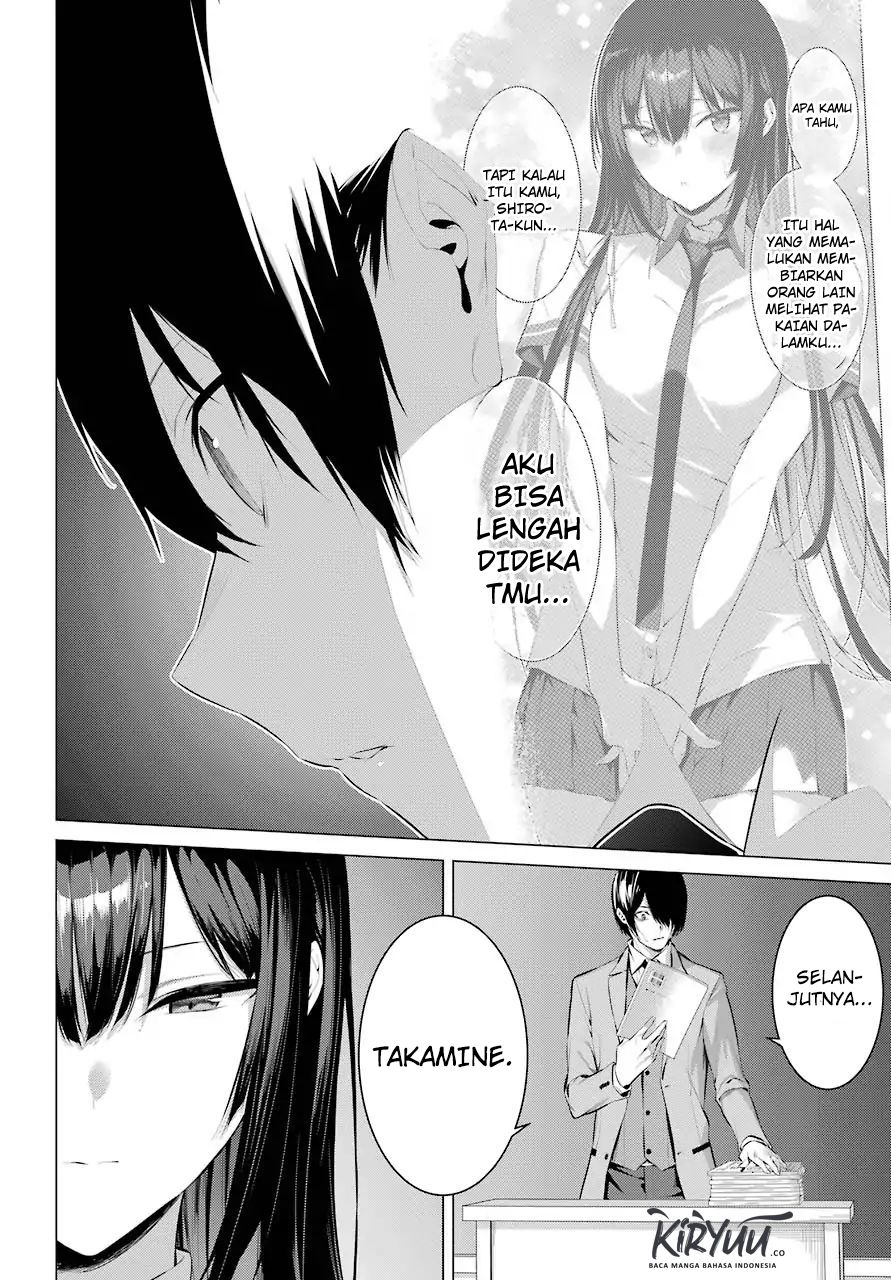 APA KAMU
TAHU,
ITU HAL
YANG MEMA-
LUKAN MEM-
BIARKAN
ORANG LAIN
MELIHAT PA-
KAIAN DA-
LAMKU...
TAPI KALAU
ITU KAMU,
SHIRO-
TA-KUN...
AKU
BISA
LENGAH
DIDEKA
TMU...
SELAN-
JUTNYA...
TAKAMINE.
KIRYUU.CO
BACA MANGA BAHASA INDONESIA